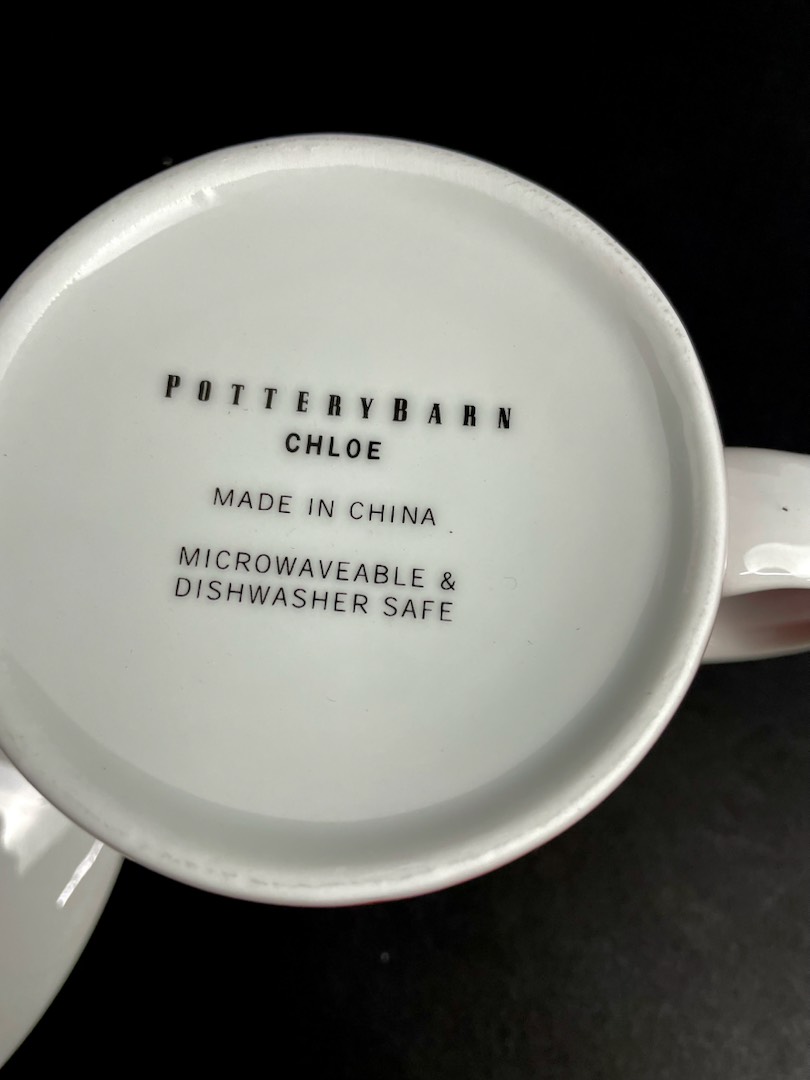 POTTERYBARN
CHLOE
MADE IN CHINA
MICROWAVEABLE &
DISHWASHER SAFE